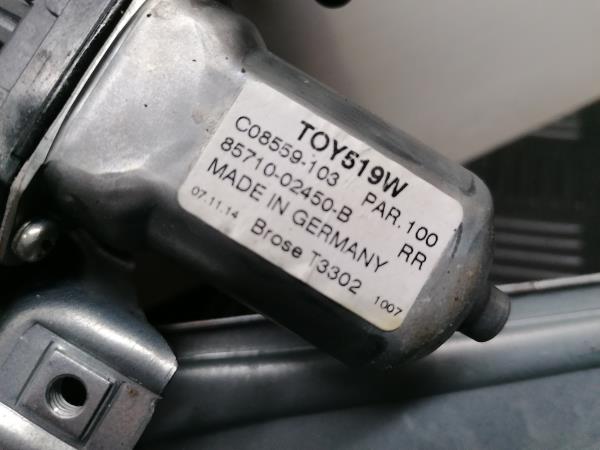 TOY519W
C08559-103 PAR.100
85710-02450-B RR
MADE IN GERMANY
07.11.14 Brose T3302 1007